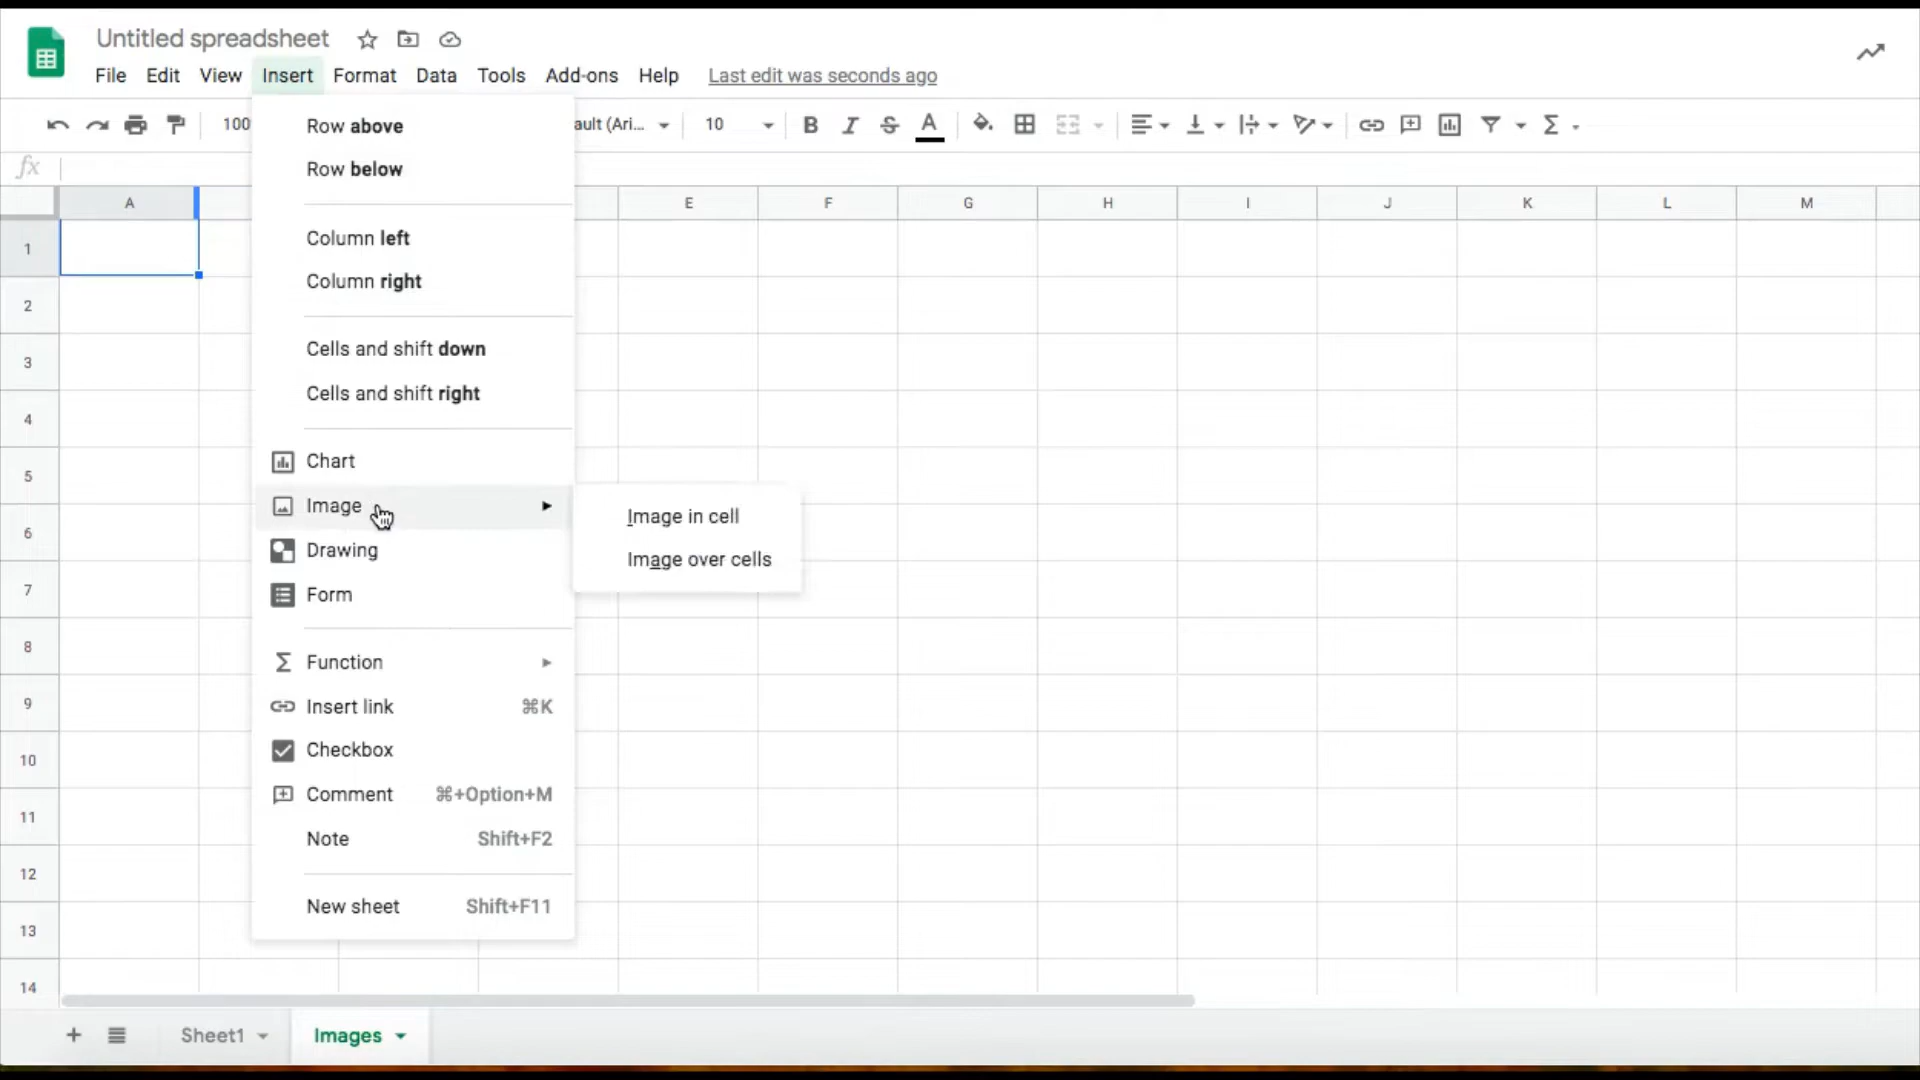 Untitled spreadsheet
File Edit View Insert Format Data Tools Add-ons Help Last edit was seconds ago
100 ault (Ari... 10 B I S A
fx
A E F G H I J K L M
1
2
3
4
5
6
7
8
9
10
11
12
13
14
Row above
Row below
Column left
Column right
Cells and shift down
Cells and shift right
Chart
Image
Drawing
Form
Function
Insert link ⌘K
Checkbox
Comment ⌘+Option+M
Note Shift+F2
New sheet Shift+F11
Image in cell
Image over cells
Sheet1 Images